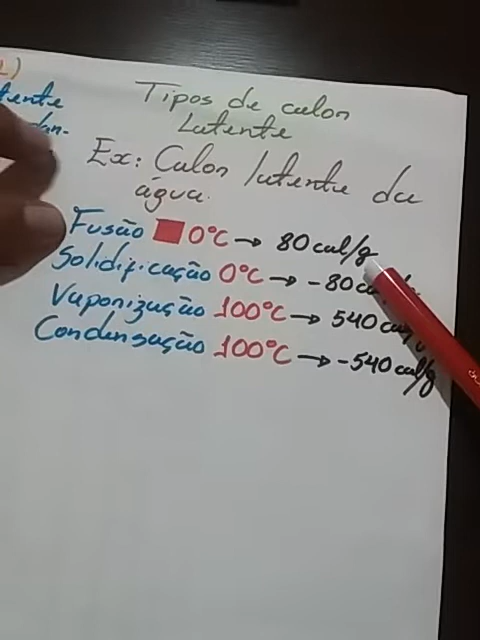 Tipos de calor
Latente
Ex: Calor latente da
água.
Fusão 0°C → 80 cal/g
Solidificação 0°C → -80
Vaporização 100°C → 540 cal/g
Condensação 100°C → -540 cal/g